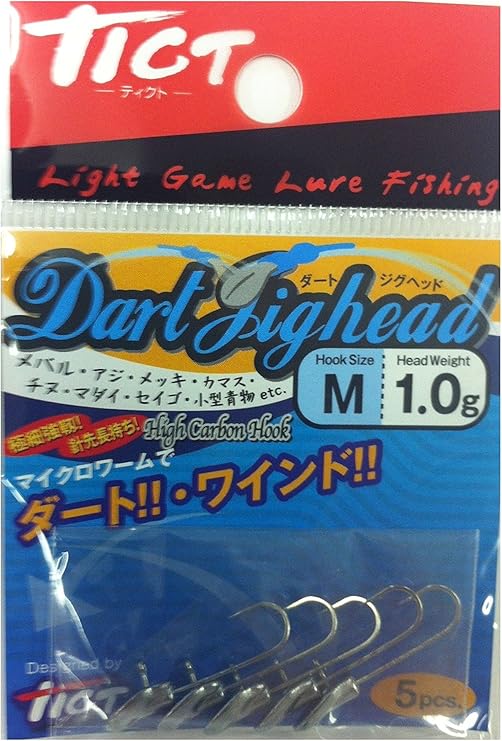 TICT
ティクト
Light Game Lure Fishing
Dart Jighead
ダート ジグヘッド
メバル・アジ・メッキ・カマス・
チヌ・マダイ・セイゴ・小型青物 etc.
Hook Size
M
Head Weight
1.0g
極細強靭!! 針先長持ち! High Carbon Hook
マイクロワームで
ダート!!・ワインド!!
Designed by
TICT
5pcs.